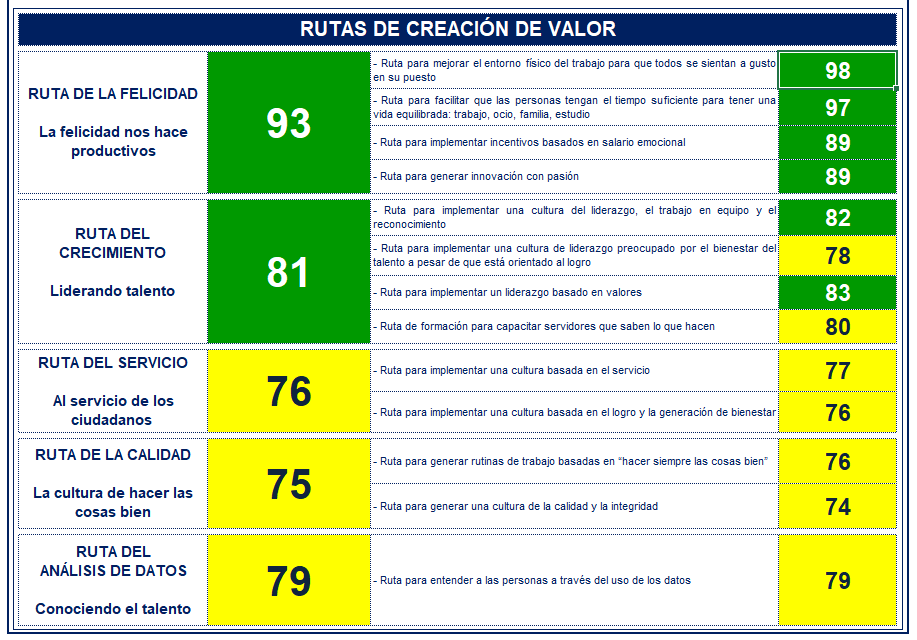 RUTAS DE CREACIÓN DE VALOR
RUTA DE LA FELICIDAD
La felicidad nos hace
productivos
93
- Ruta para mejorar el entorno físico del trabajo para que todos se sientan a gusto
en su puesto
98
- Ruta para facilitar que las personas tengan el tiempo suficiente para tener una
vida equilibrada: trabajo, ocio, familia, estudio
97
- Ruta para implementar incentivos basados en salario emocional
89
- Ruta para generar innovación con pasión
89
RUTA DEL
CRECIMIENTO
Liderando talento
81
- Ruta para implementar una cultura del liderazgo, el trabajo en equipo y el
reconocimiento
82
- Ruta para implementar una cultura de liderazgo preocupado por el bienestar del
talento a pesar de que está orientado al logro
78
- Ruta para implementar un liderazgo basado en valores
83
- Ruta de formación para capacitar servidores que saben lo que hacen
80
RUTA DEL SERVICIO
Al servicio de los
ciudadanos
76
- Ruta para implementar una cultura basada en el servicio
77
- Ruta para implementar una cultura basada en el logro y la generación de bienestar
76
RUTA DE LA CALIDAD
La cultura de hacer las
cosas bien
75
- Ruta para generar rutinas de trabajo basadas en “hacer siempre las cosas bien”
76
- Ruta para generar una cultura de la calidad y la integridad
74
RUTA DEL
ANÁLISIS DE DATOS
Conociendo el talento
79
- Ruta para entender a las personas a través del uso de los datos
79